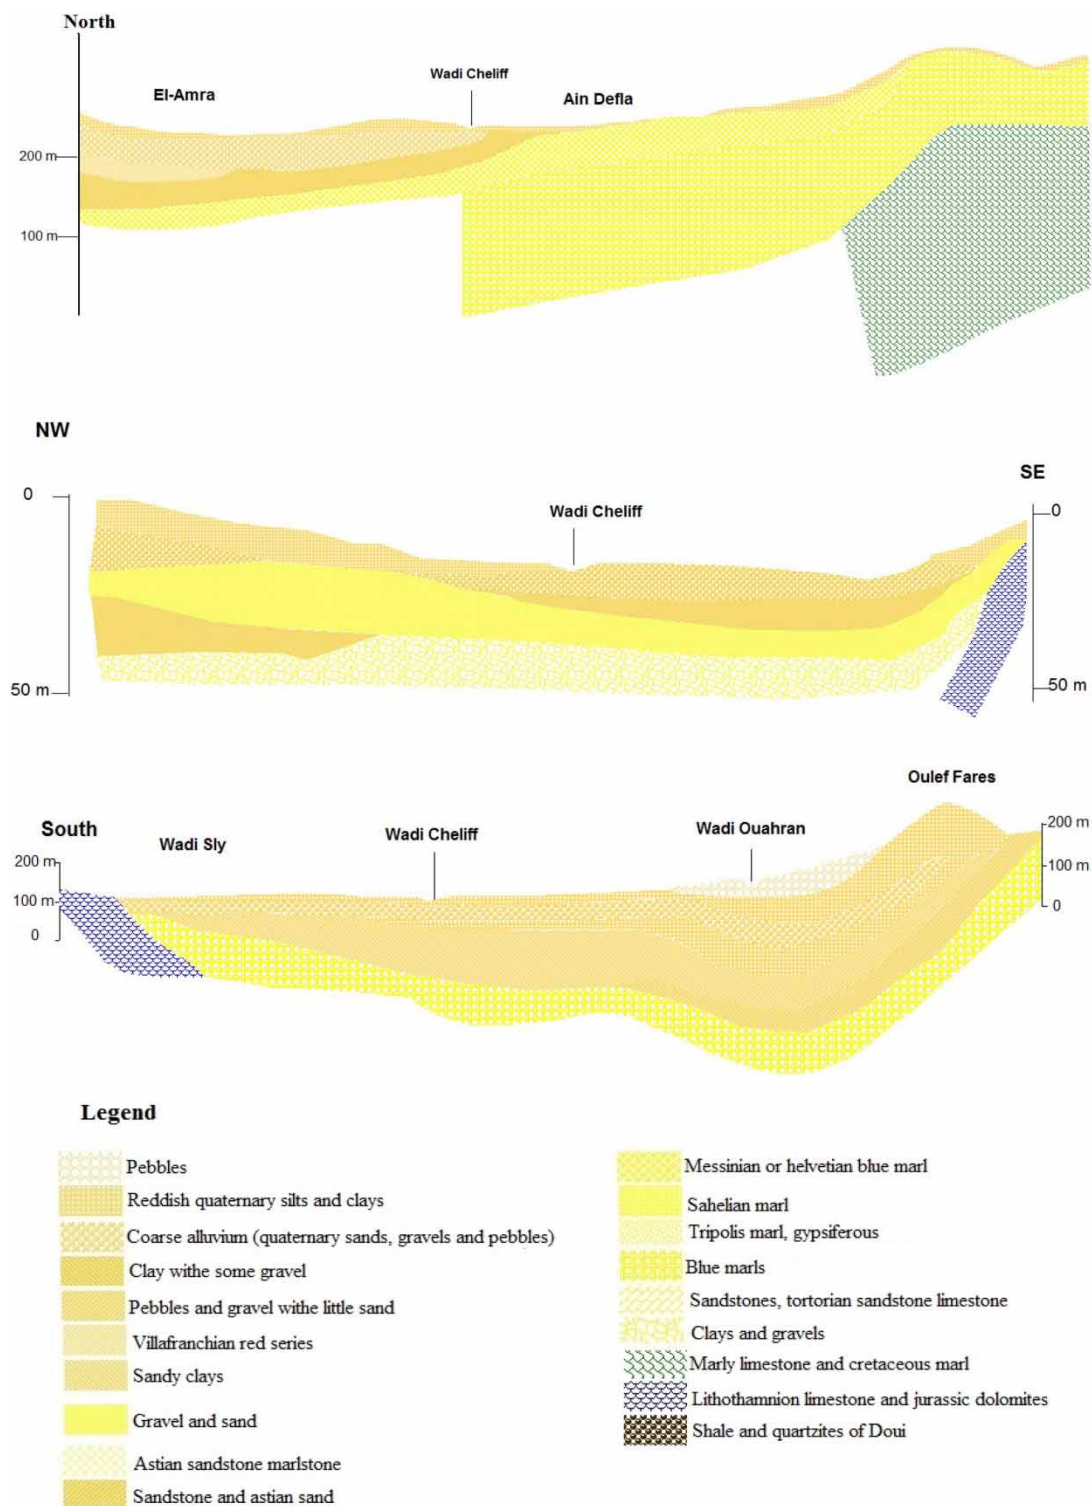 North
Wadi Cheliff
El-Amra
Ain Defla
200 m
100 m
NW
SE
0
0
Wadi Cheliff
50 m
50 m
Oulef Fares
South
Wadi Sly
Wadi Cheliff
Wadi Ouahran
200 m
200 m
100 m
100 m
0
0
Legend
Pebbles
Reddish quaternary silts and clays
Coarse alluvium (quaternary sands, gravels and pebbles)
Clay withe some gravel
Pebbles and gravel withe little sand
Villafranchian red series
Sandy clays
Gravel and sand
Astian sandstone marlstone
Sandstone and astian sand
Messinian or helvetian blue marl
Sahelian marl
Tripolis marl, gypsiferous
Blue marls
Sandstones, tortorian sandstone limestone
Clays and gravels
Marly limestone and cretaceous marl
Lithothamnion limestone and jurassic dolomites
Shale and quartzites of Doui